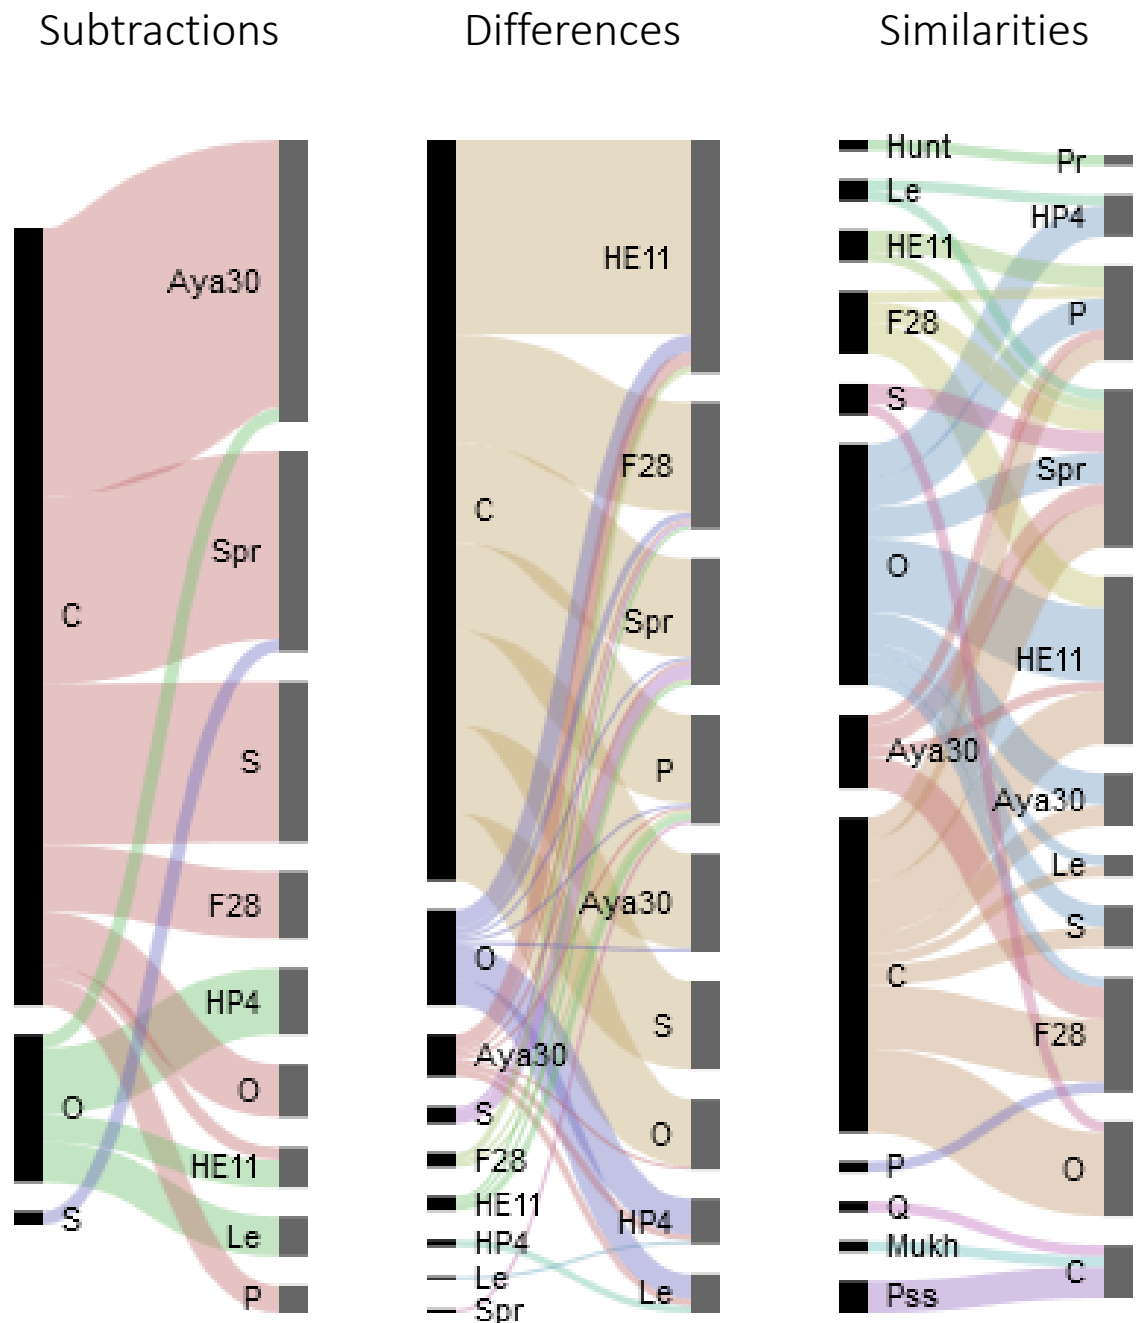 Subtractions
Differences
Similarities
Aya30
Spr
C
S
F28
HP4
O
O
HE11
S
Le
P
HE11
F28
C
Spr
P
Aya30
O
S
Aya30
S
O
F28
HE11
HP4
HP4
Le
Le
Spr
Hunt
Pr
Le
HP4
HE11
P
F28
S
Spr
O
HE11
Aya30
Aya30
Le
S
C
F28
P
O
Q
Mukh
C
Pss